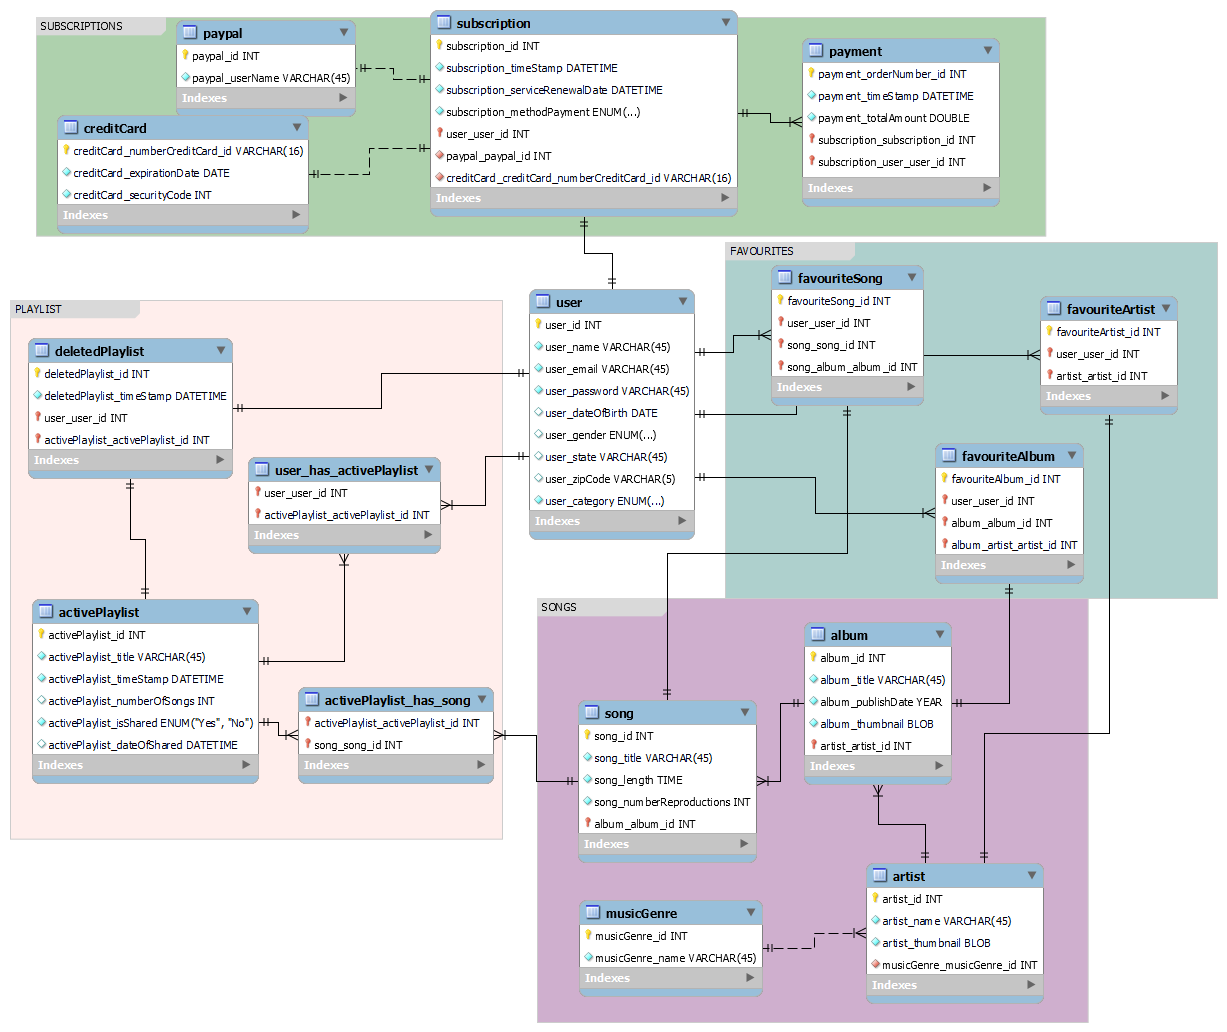 SUBSCRIPTIONS
paypal
paypal_id INT
paypal_userName VARCHAR(45)
Indexes
creditCard
creditCard_numberCreditCard_id VARCHAR(16)
creditCard_expirationDate DATE
creditCard_securityCode INT
Indexes
subscription
subscription_id INT
subscription_timeStamp DATETIME
subscription_serviceRenewalDate DATETIME
subscription_methodPayment ENUM(...)
user_user_id INT
paypal_paypal_id INT
creditCard_creditCard_numberCreditCard_id VARCHAR(16)
Indexes
payment
payment_orderNumber_id INT
payment_timeStamp DATETIME
payment_totalAmount DOUBLE
subscription_subscription_id INT
subscription_user_user_id INT
Indexes
PLAYLIST
deletedPlaylist
deletedPlaylist_id INT
deletedPlaylist_timeStamp DATETIME
user_user_id INT
activePlaylist_activePlaylist_id INT
Indexes
user_has_activePlaylist
user_user_id INT
activePlaylist_activePlaylist_id INT
Indexes
activePlaylist
activePlaylist_id INT
activePlaylist_title VARCHAR(45)
activePlaylist_timeStamp DATETIME
activePlaylist_numberOfSongs INT
activePlaylist_isShared ENUM("Yes", "No")
activePlaylist_dateOfShared DATETIME
Indexes
activePlaylist_has_song
activePlaylist_activePlaylist_id INT
song_song_id INT
Indexes
user
user_id INT
user_name VARCHAR(45)
user_email VARCHAR(45)
user_password VARCHAR(45)
user_dateOfBirth DATE
user_gender ENUM(...)
user_state VARCHAR(45)
user_zipCode VARCHAR(5)
user_category ENUM(...)
Indexes
FAVOURITES
favouriteSong
favouriteSong_id INT
user_user_id INT
song_song_id INT
song_album_album_id INT
Indexes
favouriteArtist
favouriteArtist_id INT
user_user_id INT
artist_artist_id INT
Indexes
favouriteAlbum
favouriteAlbum_id INT
user_user_id INT
album_album_id INT
album_artist_artist_id INT
Indexes
SONGS
song
song_id INT
song_title VARCHAR(45)
song_length TIME
song_numberReproductions INT
album_album_id INT
Indexes
album
album_id INT
album_title VARCHAR(45)
album_publishDate YEAR
album_thumbnail BLOB
artist_artist_id INT
Indexes
musicGenre
musicGenre_id INT
musicGenre_name VARCHAR(45)
Indexes
artist
artist_id INT
artist_name VARCHAR(45)
artist_thumbnail BLOB
musicGenre_musicGenre_id INT
Indexes